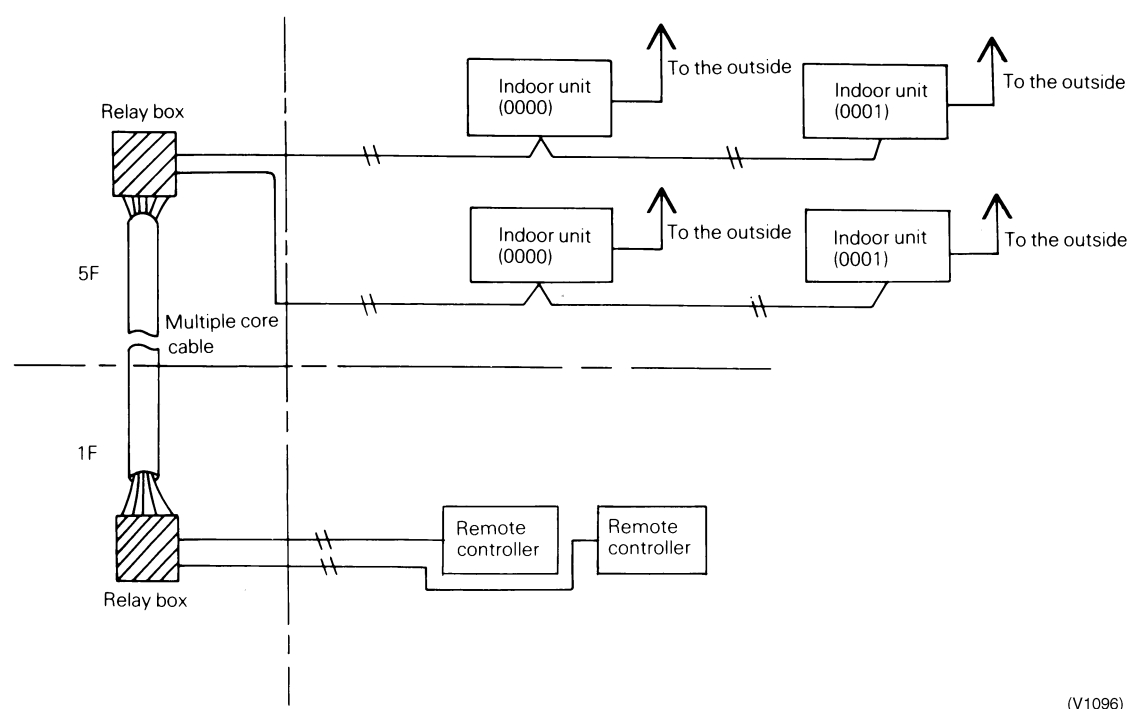 Relay box
Indoor unit
(0000)
To the outside
Indoor unit
(0001)
To the outside
Indoor unit
(0000)
To the outside
Indoor unit
(0001)
To the outside
5F
Multiple core
cable
1F
Remote
controller
Remote
controller
Relay box
(V1096)